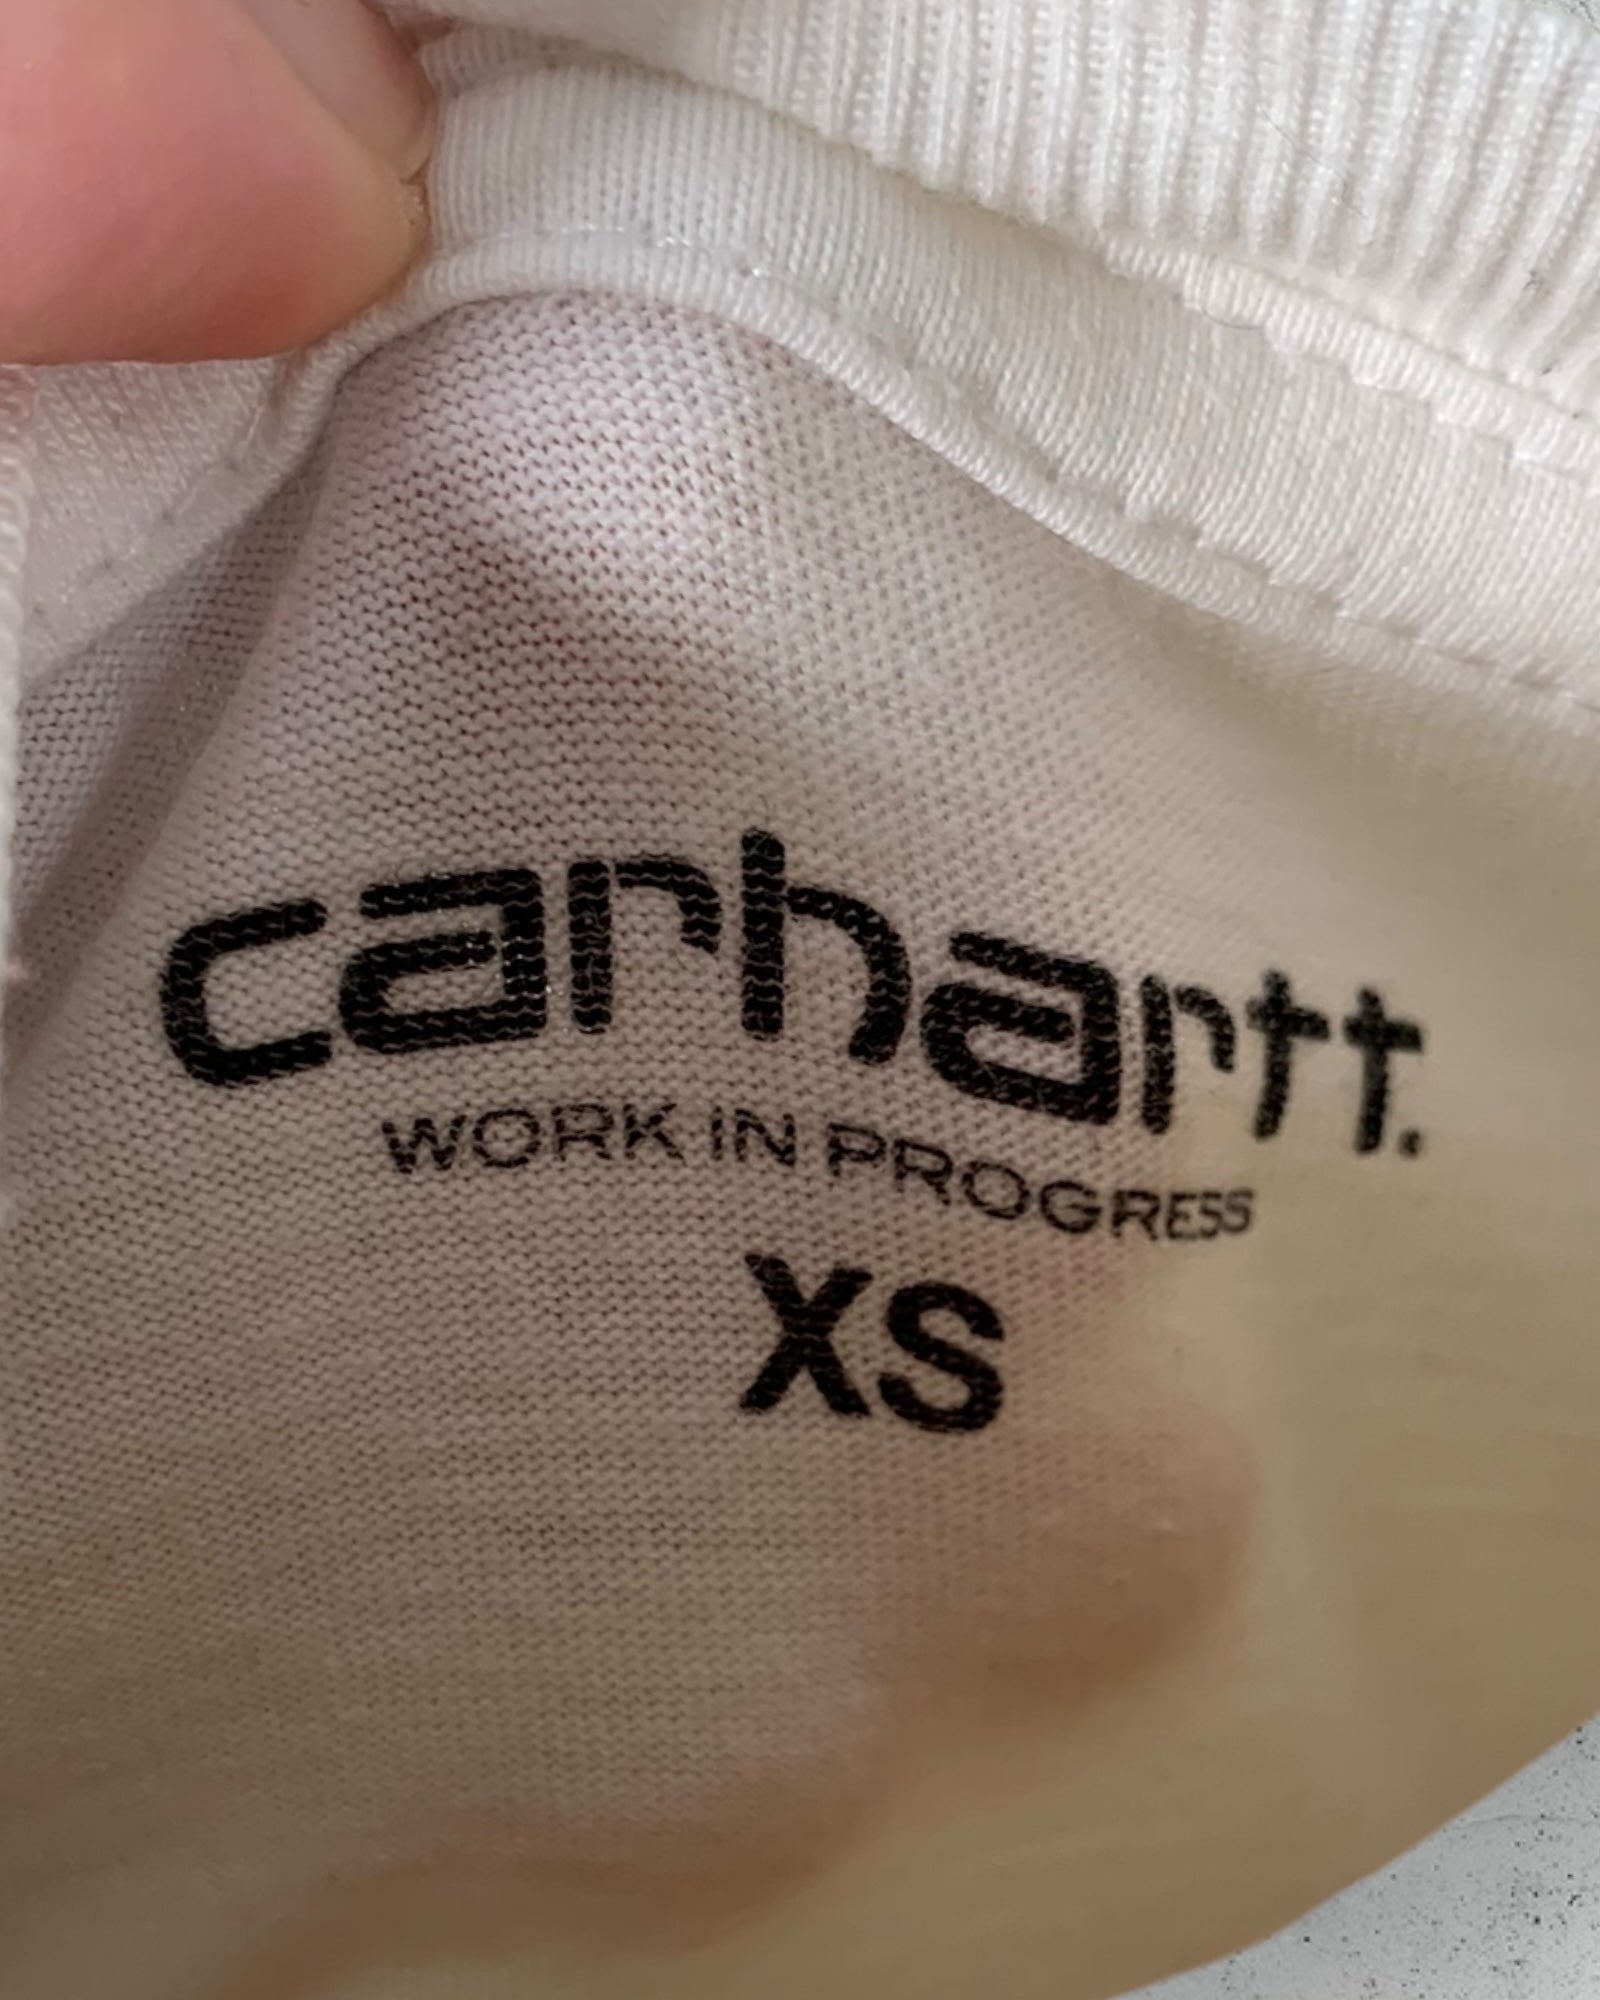 carhartt.
WORK IN PROGRESS
XS